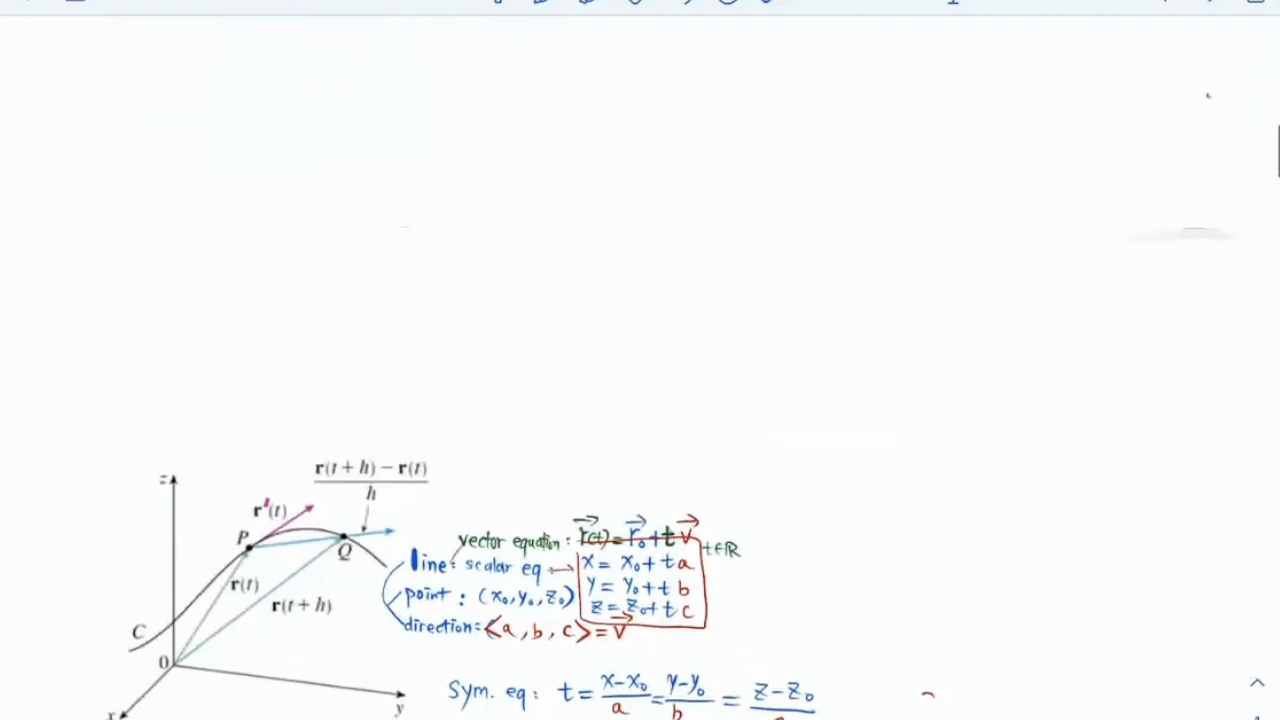 z
r(t + h) − r(t)
h
r'(t)
P
Q
r(t)
r(t + h)
C
0
y
x
vector equation: r(t) = r₀ + t v
t∈ℝ
line: scalar eq → x = x₀ + t a
y = y₀ + t b
z = z₀ + t c
point: (x₀, y₀, z₀)
direction: <a, b, c> = v
Sym. eq: t = x-x₀/a = y-y₀/b = z-z₀